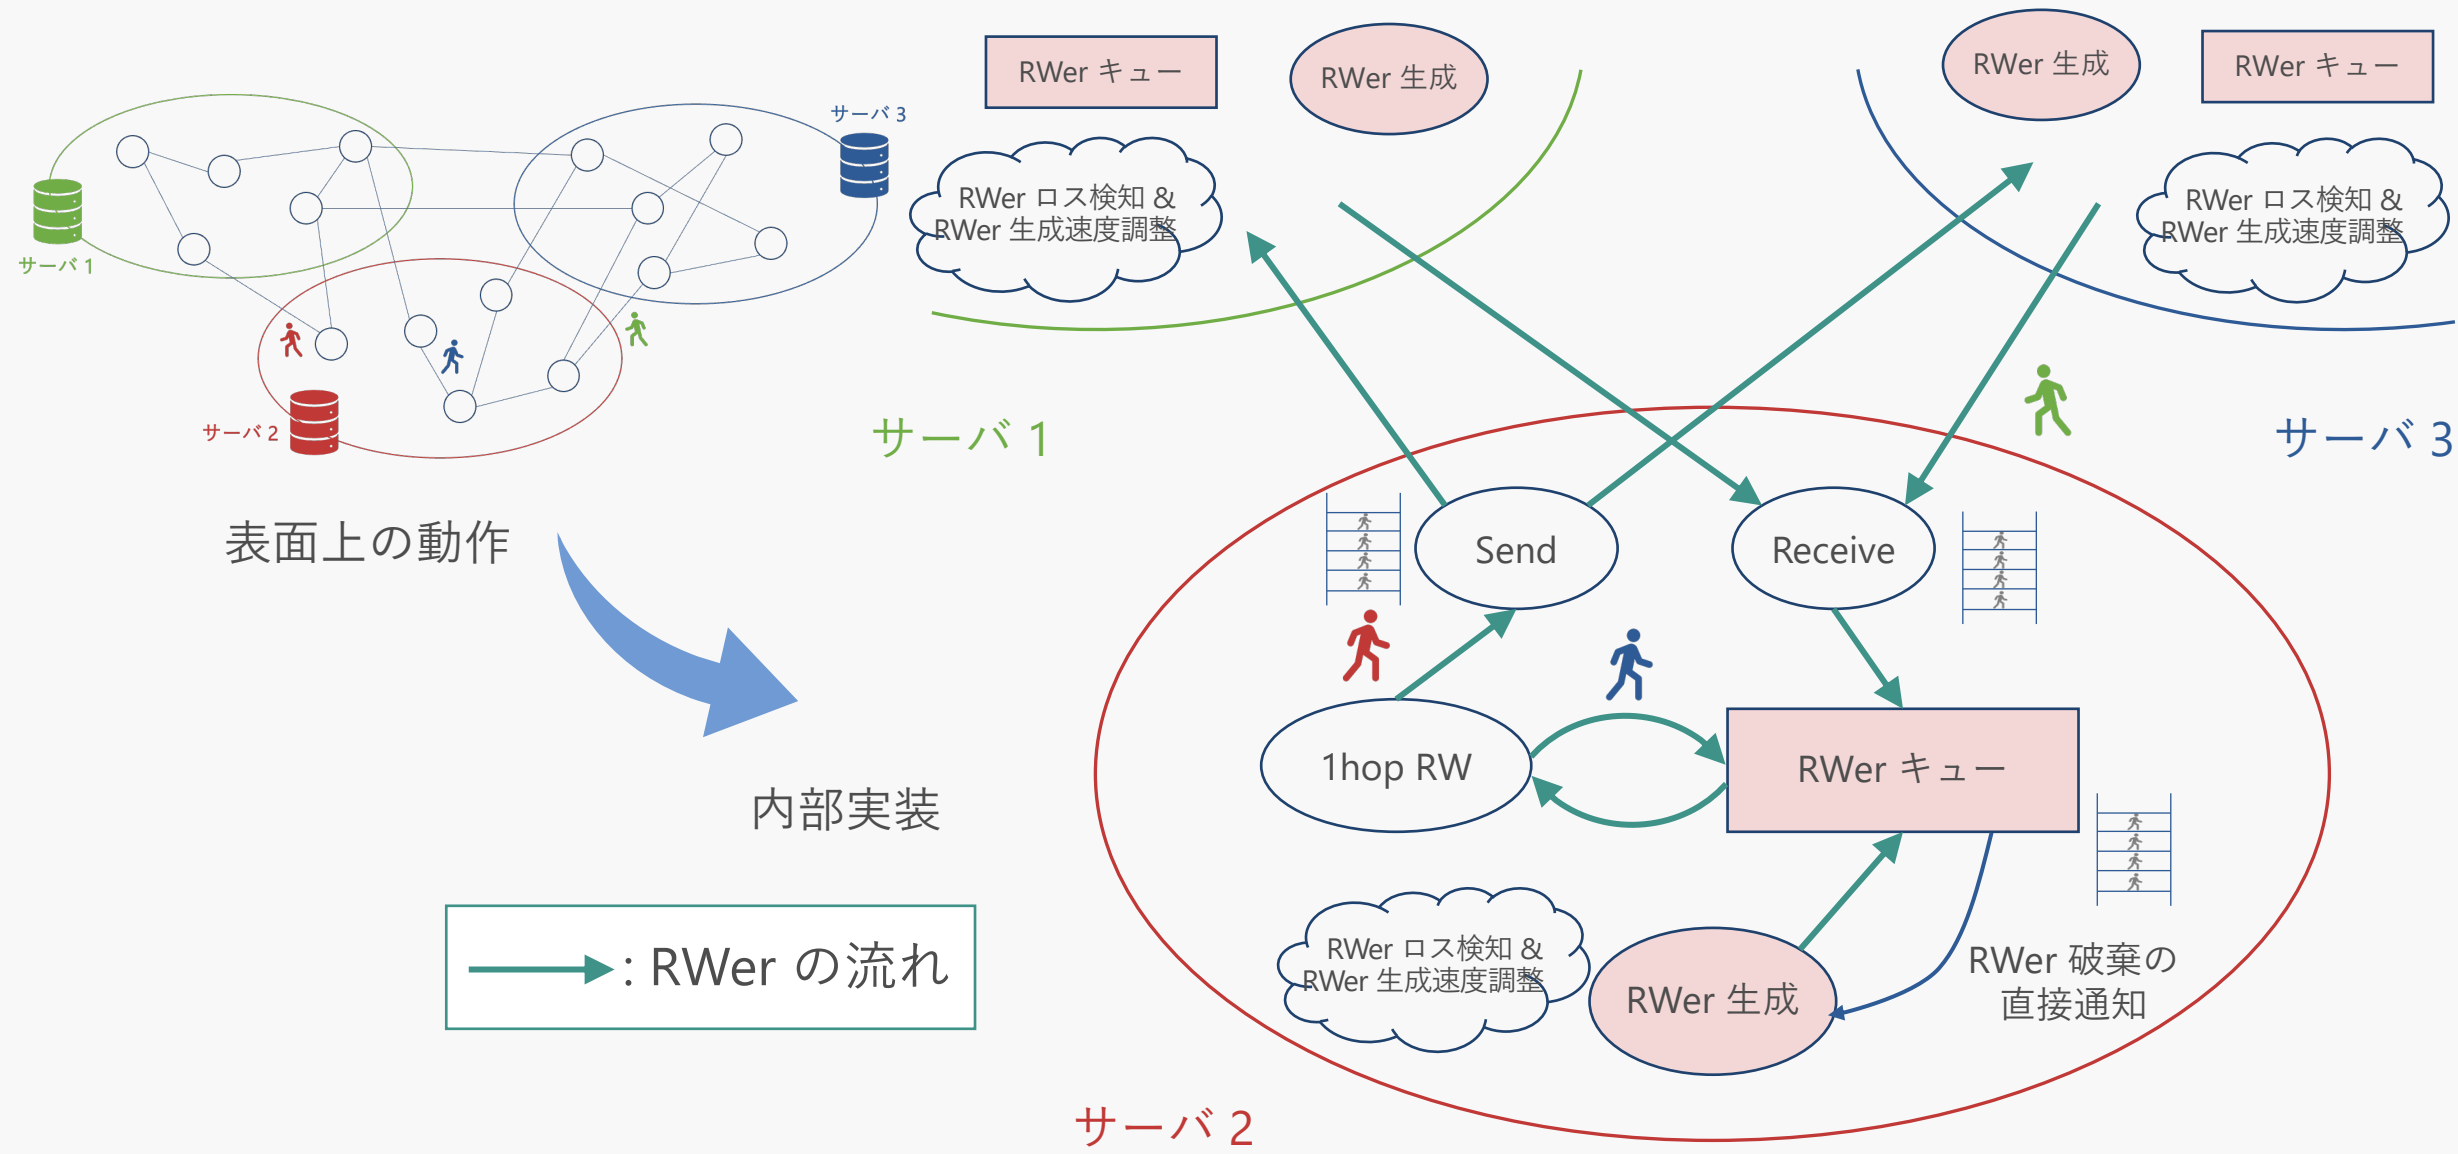 サーバ 1
サーバ 3
サーバ 2
表面上の動作
内部実装
: RWer の流れ
RWer キュー
RWer 生成
RWer ロス検知 &
RWer 生成速度調整
サーバ 1
RWer 生成
RWer キュー
RWer ロス検知 &
RWer 生成速度調整
サーバ 3
Send
Receive
1hop RW
RWer キュー
RWer ロス検知 &
RWer 生成速度調整
RWer 生成
RWer 破棄の
直接通知
サーバ 2